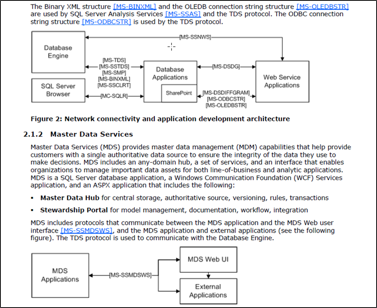 The Binary XML structure [MS-BINXML] and the OLEDB connection string structure [MS-OLEDBSTR]
are used by SQL Server Analysis Services [MS-SSAS] and the TDS protocol. The ODBC connection
string structure [MS-ODBCSTR] is used by the TDS protocol.
Database
Engine
[MS-SSNWS]
[MS-TDS]
[MS-SSTDS]
[MS-SMP]
[MS-BINXML]
[MS-SSCLRT]
Database
Applications
SharePoint
[MS-DSDG]
Web Service
Applications
SQL Server
Browser
[MC-SQLR]
[MS-DSDIFFGRAM]
[MS-ODBCSTR]
[MS-OLEDBSTR]
Figure 2: Network connectivity and application development architecture
2.1.2 Master Data Services
Master Data Services (MDS) provides master data management (MDM) capabilities that help provide
customers with a single authoritative data source to ensure the integrity of the data they use to
make decisions. MDS includes an any-domain hub, a set of services, and an interface that enables
organizations to manage important data assets for both line-of-business and analytic applications.
MDS is a SQL Server database application, a Windows Communication Foundation (WCF) Services
application, and an ASPX application that includes the following:
▪ Master Data Hub for central storage, authoritative source, versioning, rules, transactions
▪ Stewardship Portal for model management, documentation, workflow, integration
MDS includes protocols that communicate between the MDS application and the MDS Web user
interface [MS-SSMDSWS], and the MDS application and external applications (see the following
figure). The TDS protocol is used to communicate with the Database Engine.
MDS
Applications
[MS-SSMDSWS]
MDS Web UI
External
Applications